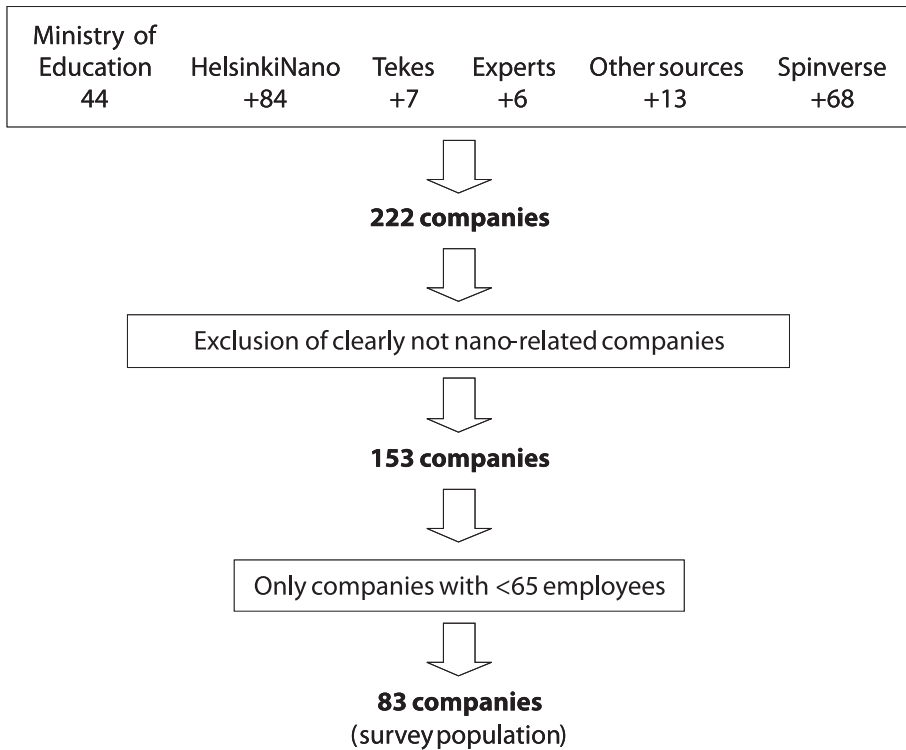 Ministry of
Education HelsinkiNano Tekes Experts Other sources Spinverse
44 +84 +7 +6 +13 +68
222 companies
Exclusion of clearly not nano-related companies
153 companies
Only companies with <65 employees
83 companies
(survey population)